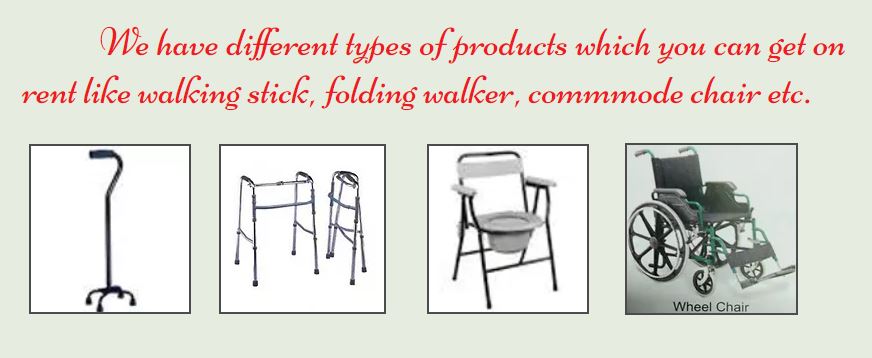 We have different types of products which you can get on
rent like walking stick, folding walker, commmode chair etc.
Wheel Chair